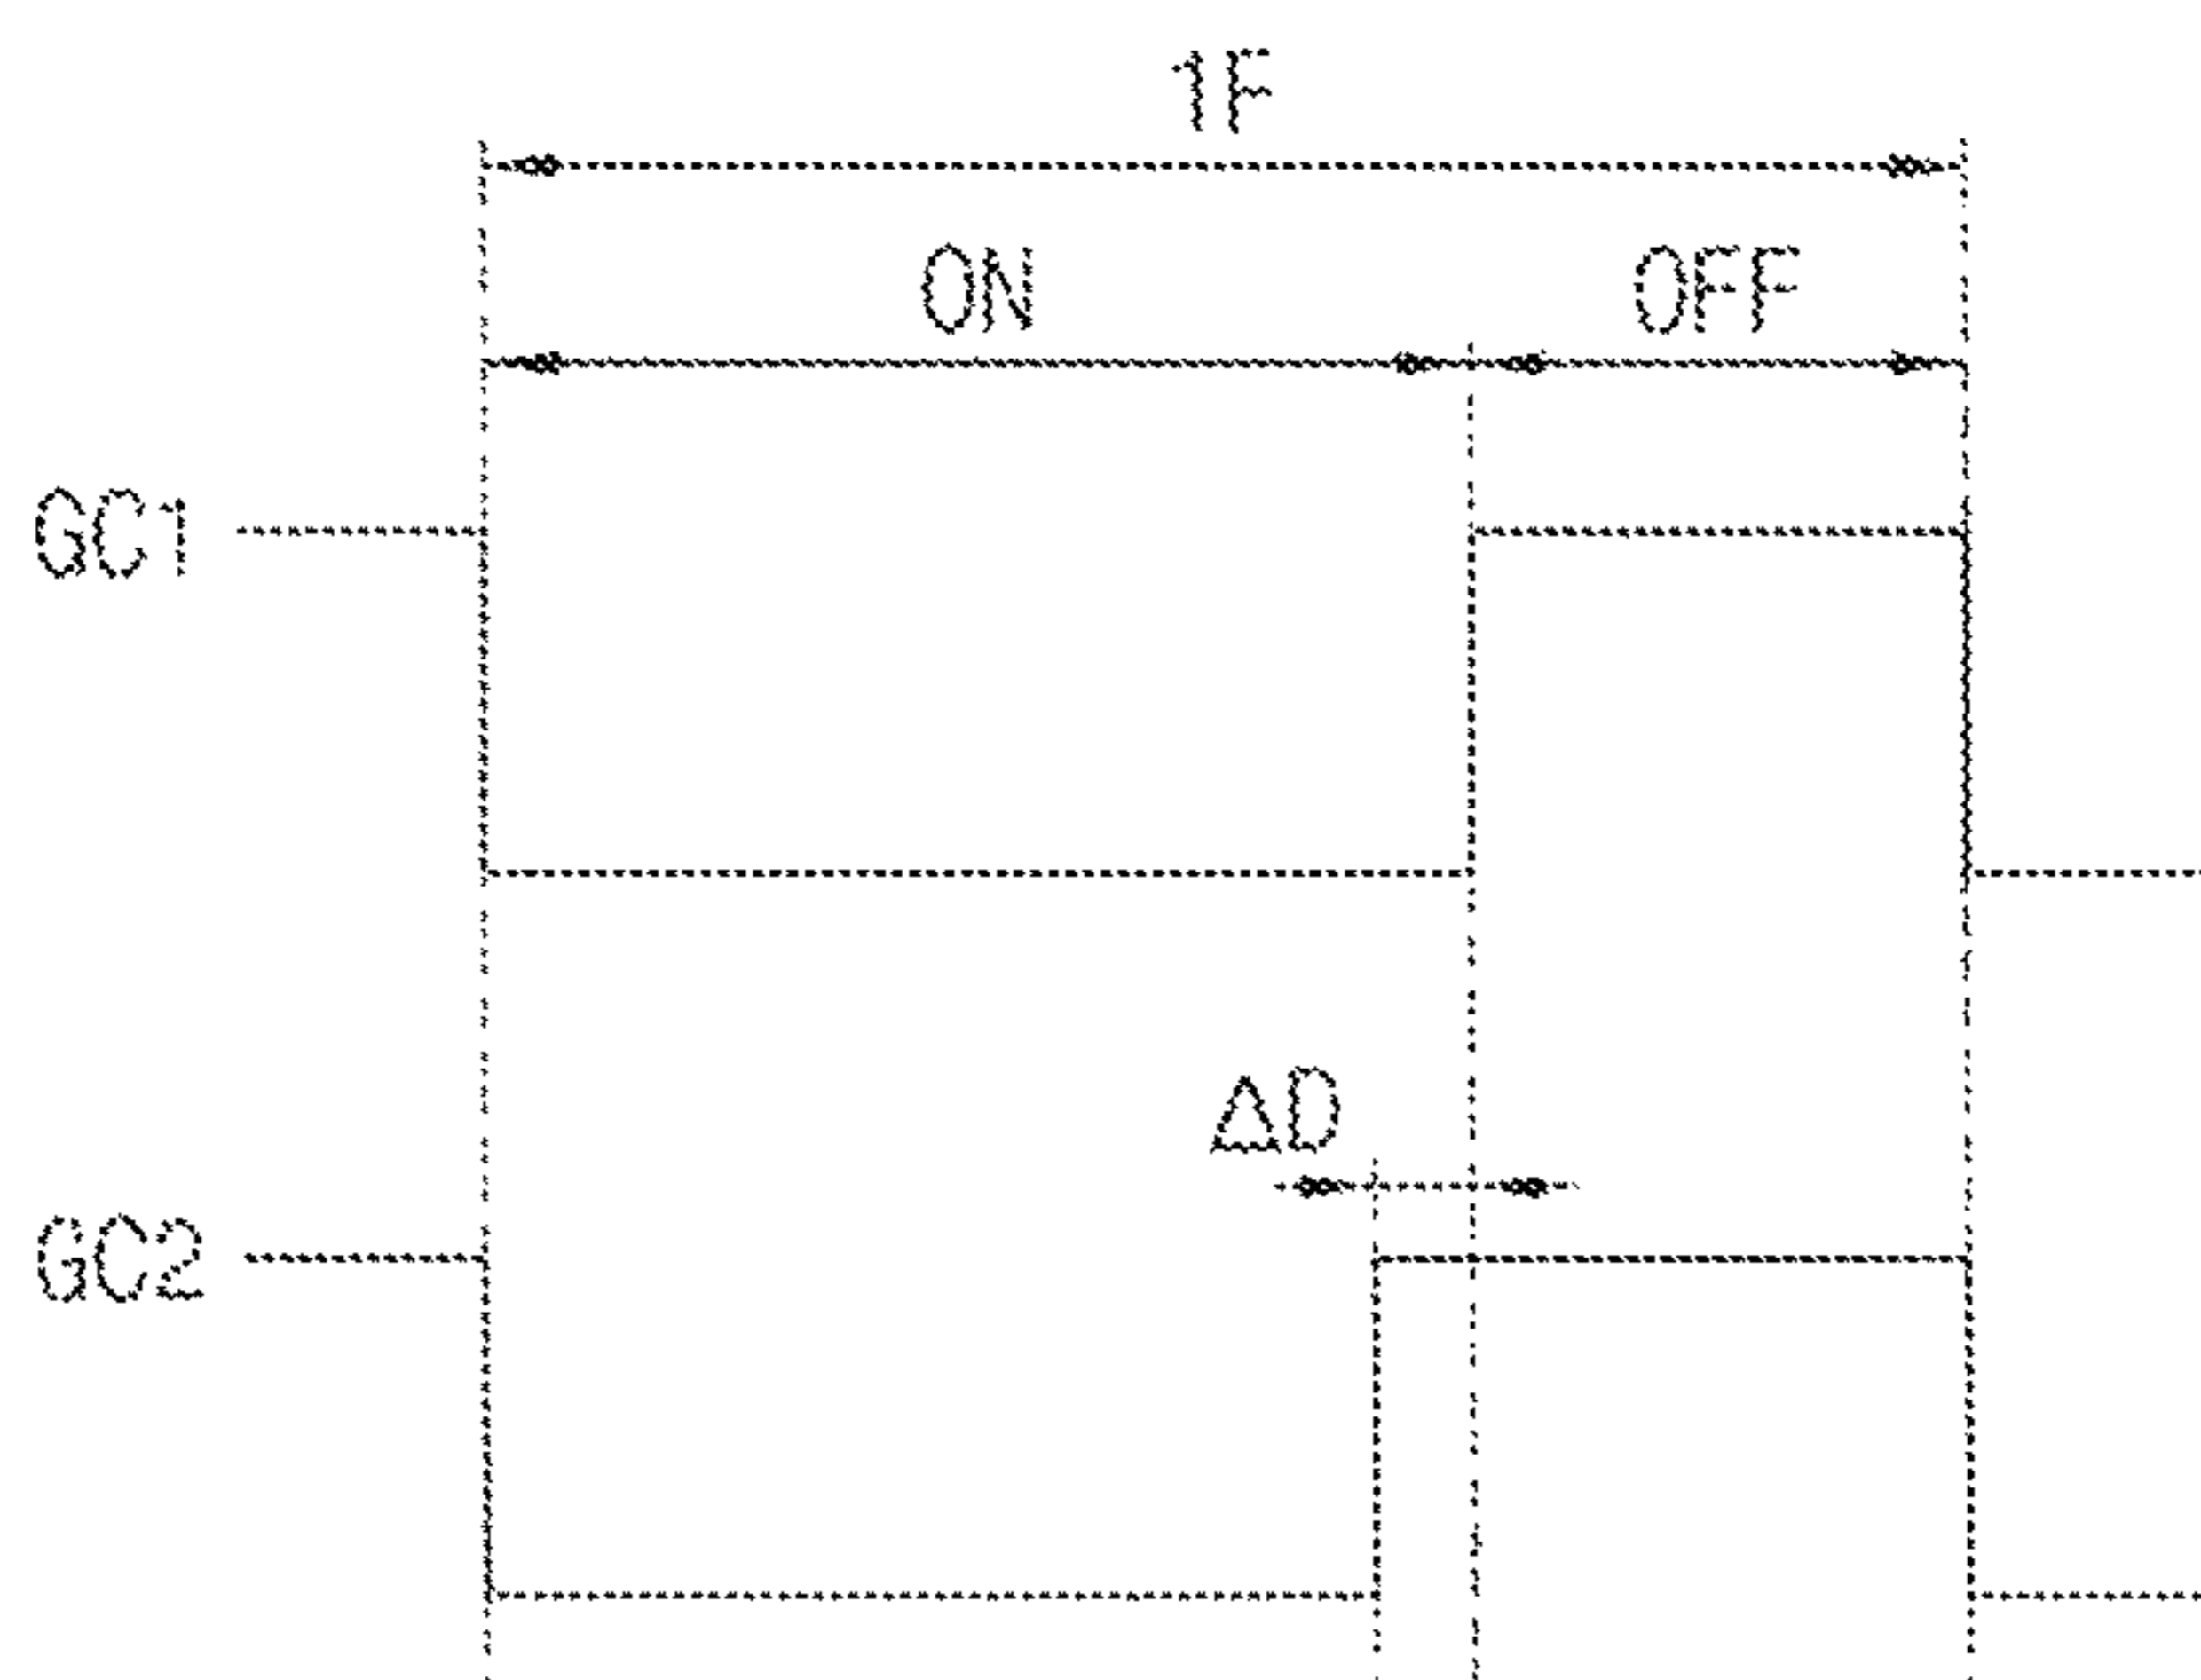 1F
ON OFF
GC1
ΔD
GC2